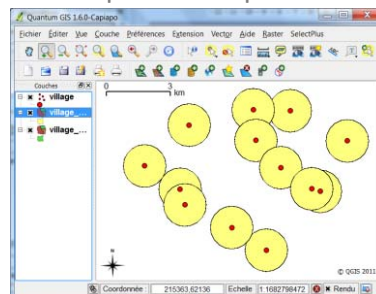 Quantum GIS 1.6.0-Capiapo
Fichier Éditer Vue Couche Préférences Extension Vector Aide Raster SelectPlus
Couches
village
village_...
village_...
0 3
km
© QGIS 2011
Coordonnée : 215363,62136 Echelle 1:1682798472 Rendu